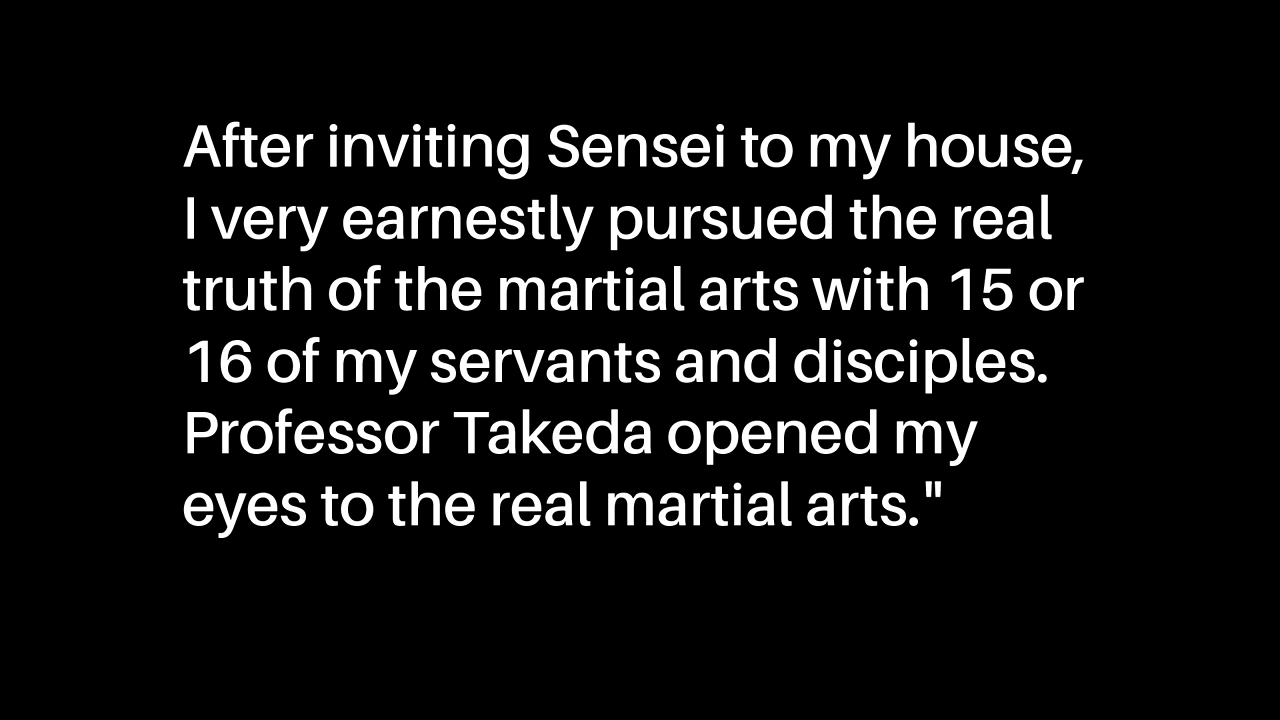 After inviting Sensei to my house,
I very earnestly pursued the real
truth of the martial arts with 15 or
16 of my servants and disciples.
Professor Takeda opened my
eyes to the real martial arts."